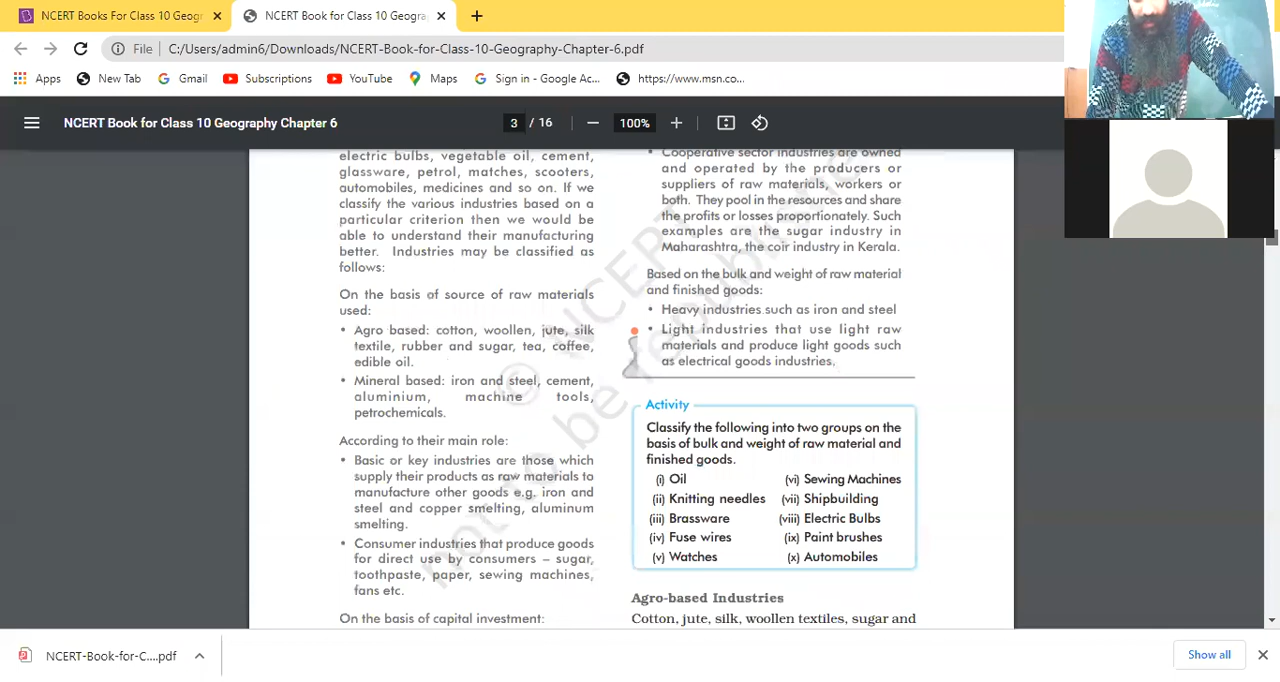 NCERT Books For Class 10 Geogr
NCERT Book for Class 10 Geogra
File
C:/Users/admin6/Downloads/NCERT-Book-for-Class-10-Geography-Chapter-6.pdf
Apps
New Tab
Gmail
Subscriptions
YouTube
Maps
Sign in - Google Ac...
https://www.msn.co...
NCERT Book for Class 10 Geography Chapter 6
3 / 16
100%
electric bulbs, vegetable oil, cement,
glassware, petrol, matches, scooters,
automobiles, medicines and so on. If we
classify the various industries based on a
particular criterion then we would be
able to understand their manufacturing
better. Industries may be classified as
follows:
On the basis of source of raw materials
used:
• Agro based: cotton, woollen, jute, silk
textile, rubber and sugar, tea, coffee,
edible oil.
• Mineral based: iron and steel, cement,
aluminium, machine tools,
petrochemicals.
According to their main role:
• Basic or key industries are those which
supply their products as raw materials to
manufacture other goods e.g. iron and
steel and copper smelting, aluminum
smelting.
• Consumer industries that produce goods
for direct use by consumers – sugar,
toothpaste, paper, sewing machines,
fans etc.
On the basis of capital investment:
• Cooperative sector industries are owned
and operated by the producers or
suppliers of raw materials, workers or
both. They pool in the resources and share
the profits or losses proportionately. Such
examples are the sugar industry in
Maharashtra, the coir industry in Kerala.
Based on the bulk and weight of raw material
and finished goods:
• Heavy industries such as iron and steel
• Light industries that use light raw
materials and produce light goods such
as electrical goods industries.
Activity
Classify the following into two groups on the
basis of bulk and weight of raw material and
finished goods.
(i) Oil
(ii) Knitting needles
(iii) Brassware
(iv) Fuse wires
(v) Watches
(vi) Sewing Machines
(vii) Shipbuilding
(viii) Electric Bulbs
(ix) Paint brushes
(x) Automobiles
Agro-based Industries
Cotton, jute, silk, woollen textiles, sugar and
© NCERT
not to be republishe
NCERT-Book-for-C....pdf
Show all